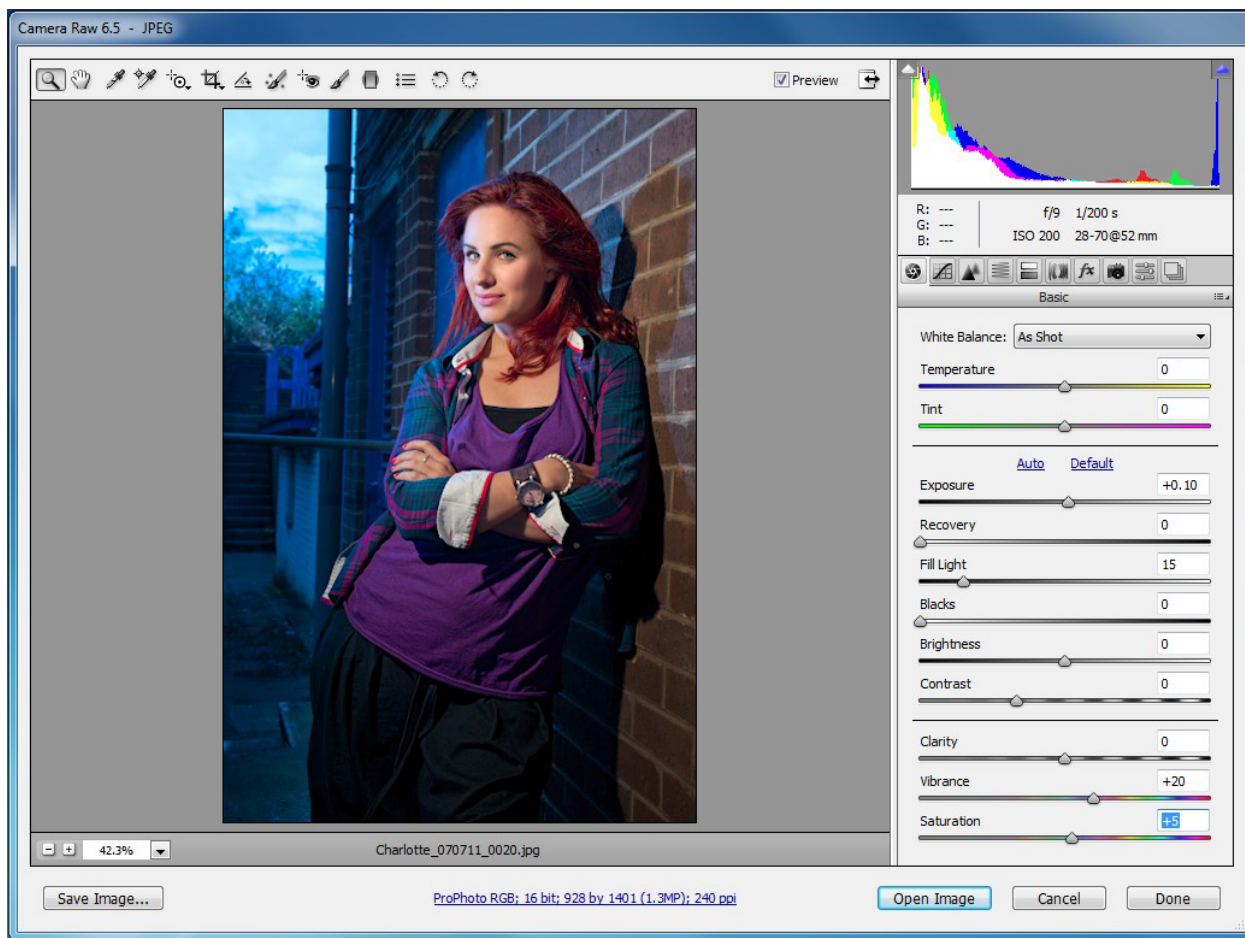 Camera Raw 6.5 - JPEG
Preview
R: ---
G: ---
B: ---
f/9 1/200 s
ISO 200 28-70@52 mm
fx
Basic
White Balance: As Shot
Temperature 0
Tint 0
Auto Default
Exposure +0.10
Recovery 0
Fill Light 15
Blacks 0
Brightness 0
Contrast 0
Clarity 0
Vibrance +20
Saturation +5
42.3% Charlotte_070711_0020.jpg
Save Image... ProPhoto RGB; 16 bit; 928 by 1401 (1.3MP); 240 ppi Open Image Cancel Done